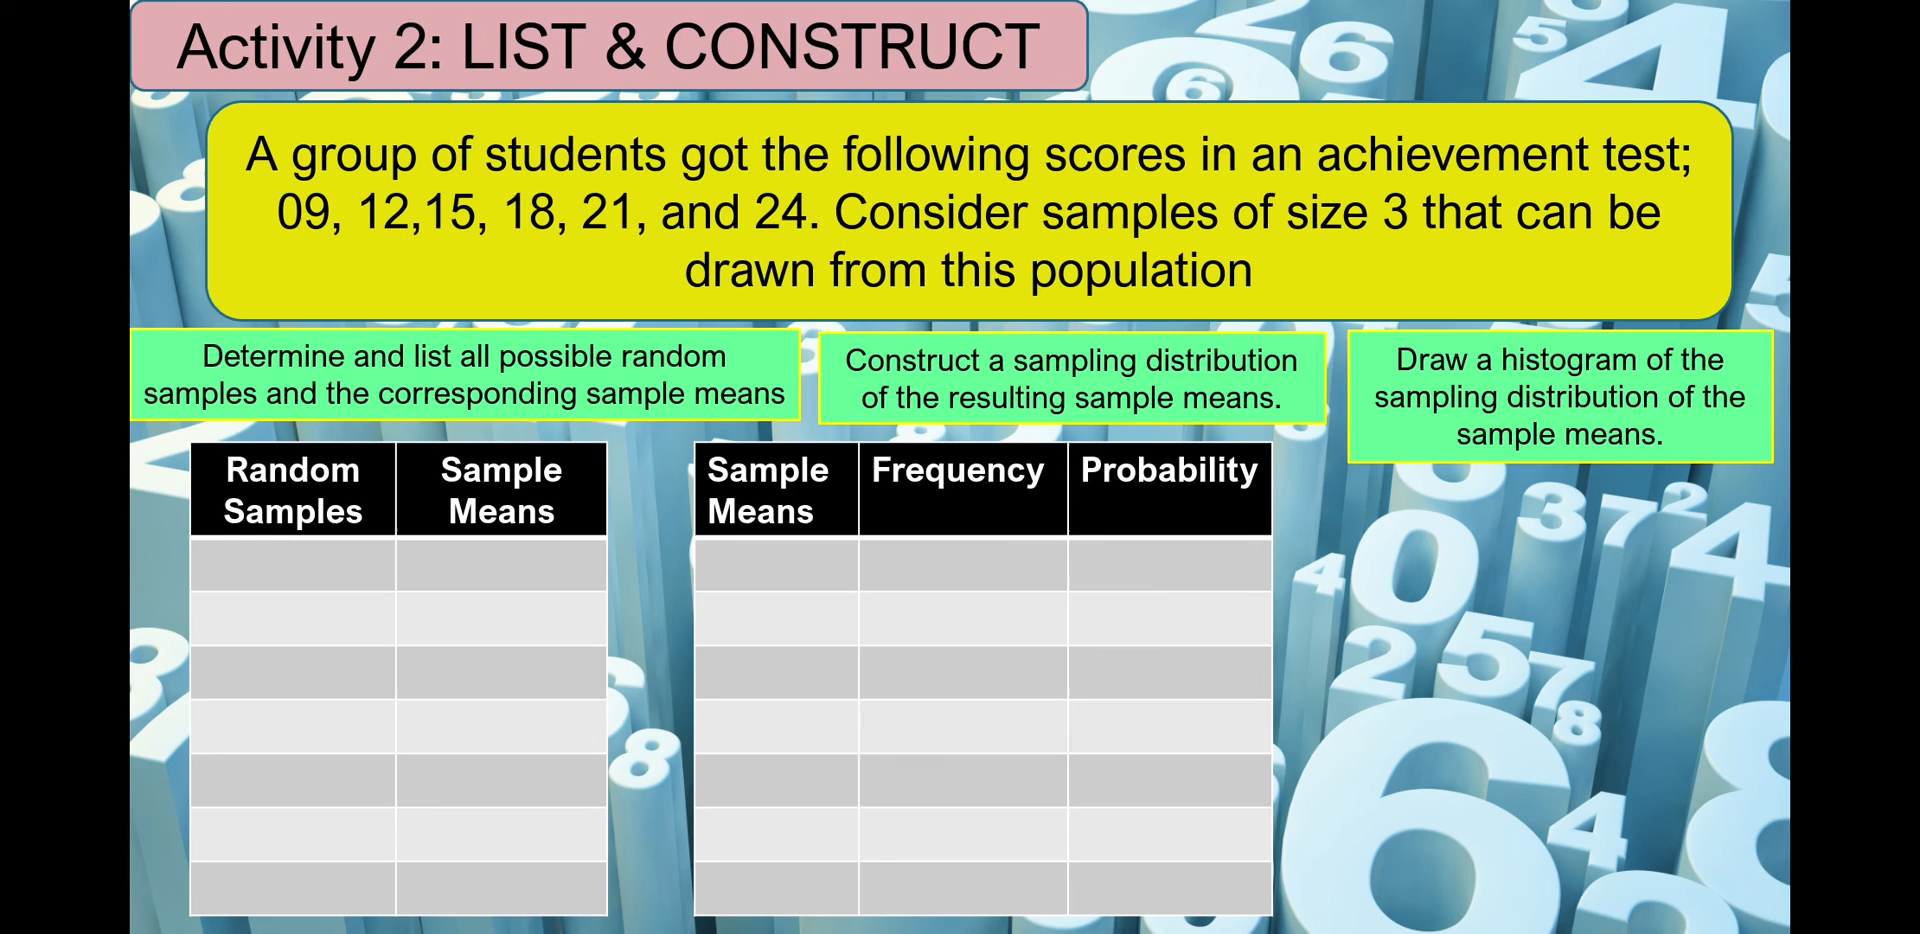 Activity 2: LIST & CONSTRUCT
A group of students got the following scores in an achievement test;
09, 12,15, 18, 21, and 24. Consider samples of size 3 that can be
drawn from this population
Determine and list all possible random
samples and the corresponding sample means
Construct a sampling distribution
of the resulting sample means.
Draw a histogram of the
sampling distribution of the
sample means.
Random
Samples
Sample
Means
Sample
Means
Frequency
Probability